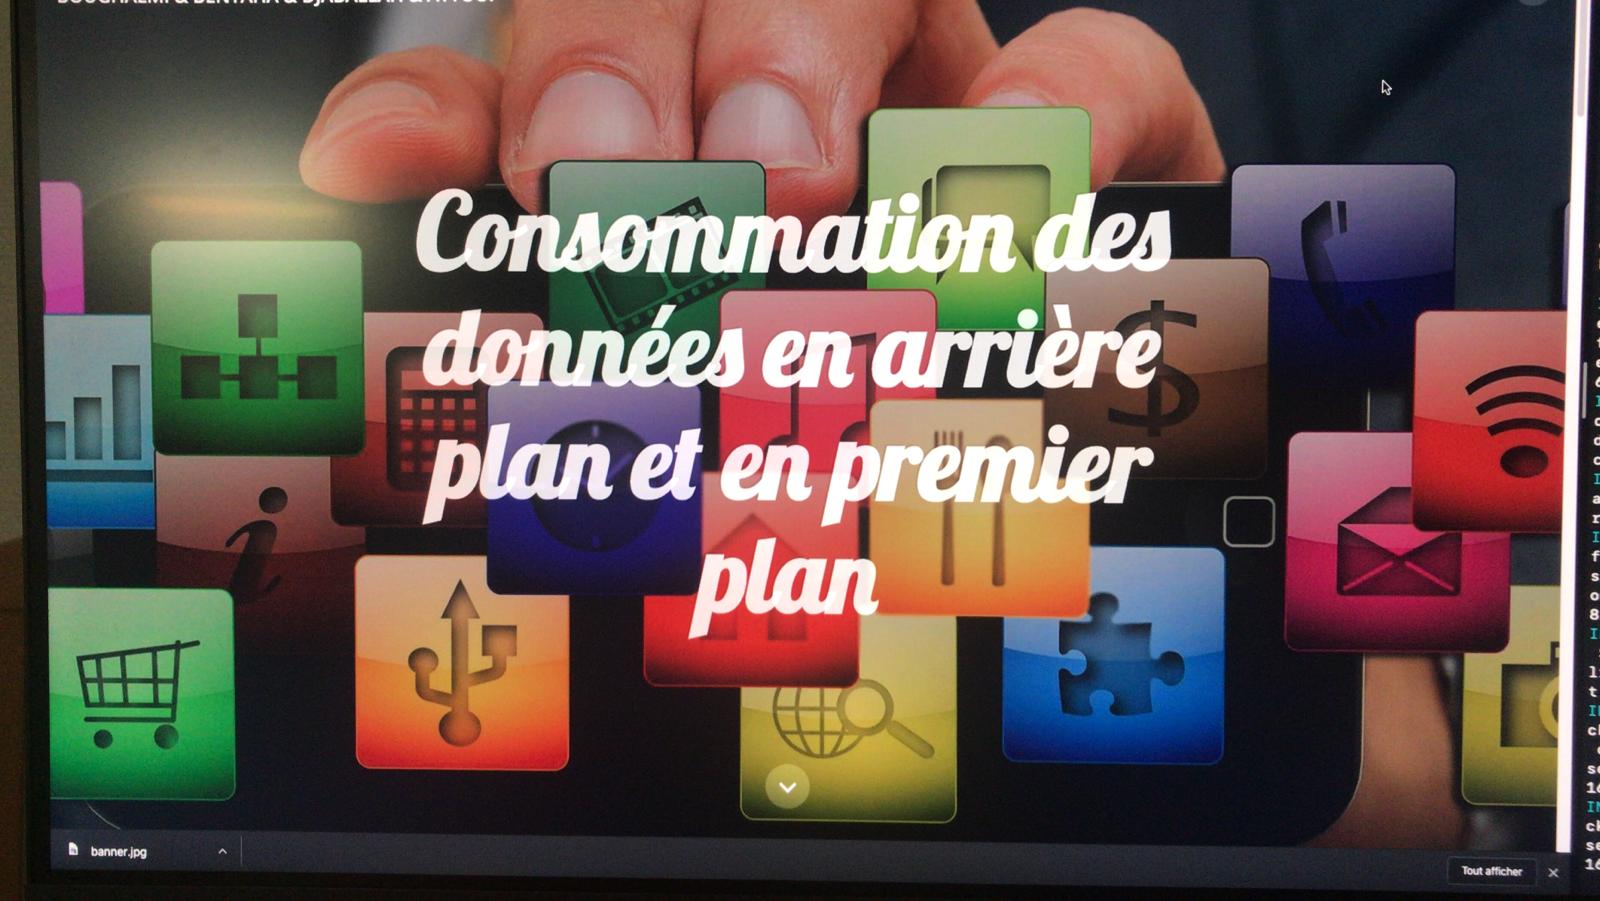 Consommation des
données en arrière
plan et en premier
plan
banner.jpg
Tout afficher